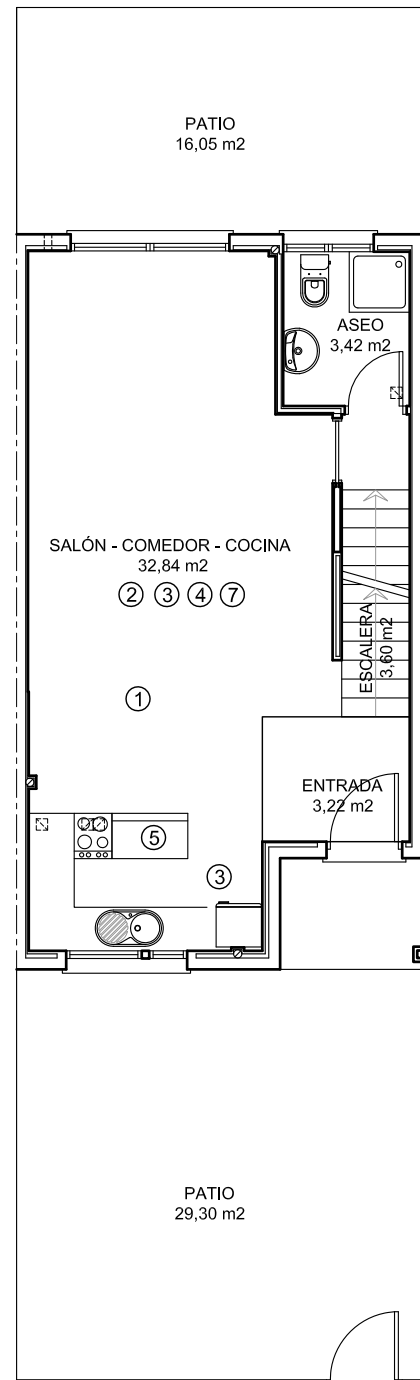 PATIO
16,05 m2
ASEO
3,42 m2
SALÓN - COMEDOR - COCINA
32,84 m2
2 3 4 7
ESCALERA
3,60 m2
1
ENTRADA
3,22 m2
5
3
PATIO
29,30 m2